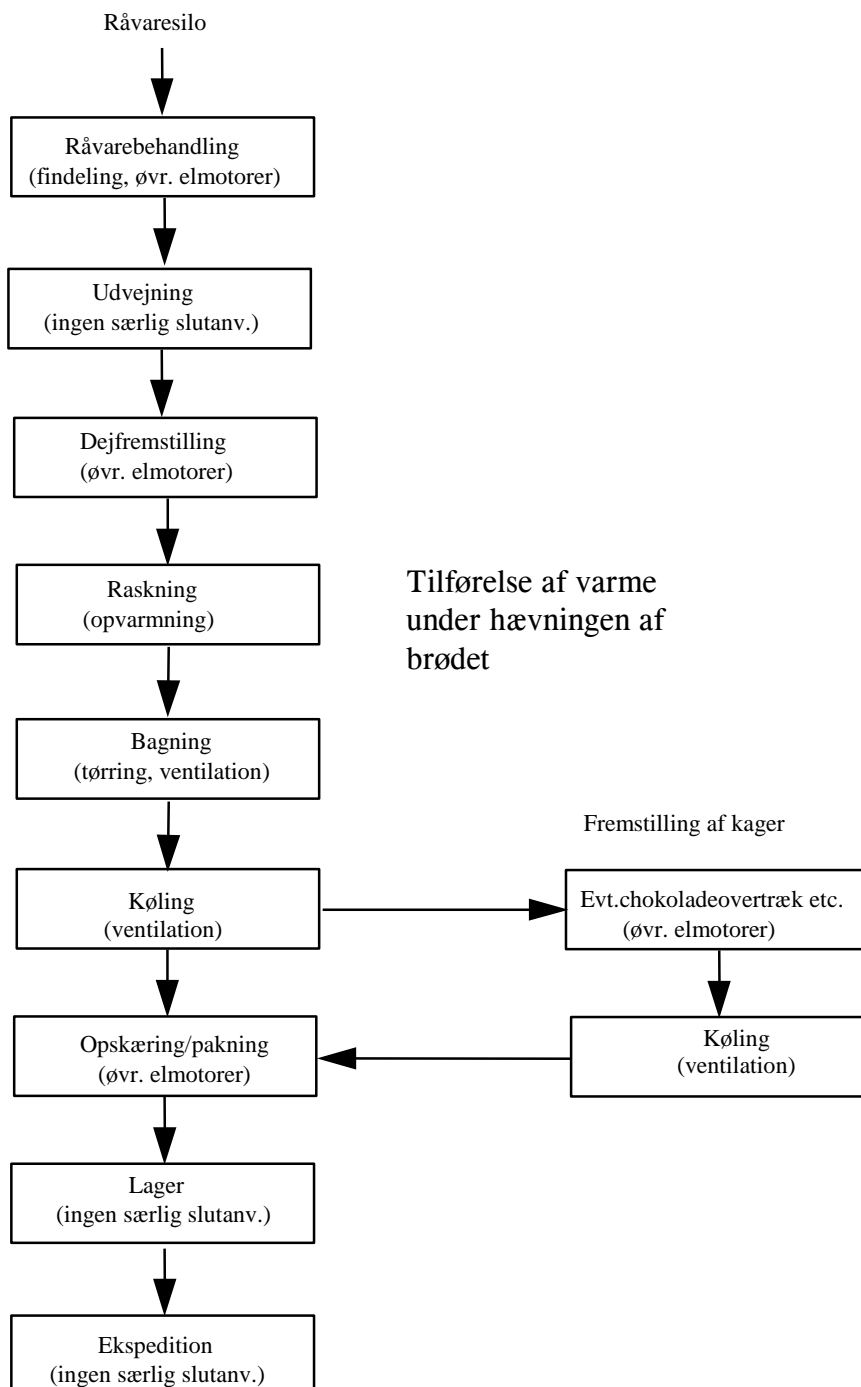 Råvaresilo
Råvarebehandling
(findeling, øvr. elmotorer)
Udvejning
(ingen særlig slutanv.)
Dejfremstilling
(øvr. elmotorer)
Raskning
(opvarmning)
Tilførelse af varme
under hævningen af
brødet
Bagning
(tørring, ventilation)
Fremstilling af kager
Køling
(ventilation)
Evt.chokoladeovertræk etc.
(øvr. elmotorer)
Opskæring/pakning
(øvr. elmotorer)
Køling
(ventilation)
Lager
(ingen særlig slutanv.)
Ekspedition
(ingen særlig slutanv.)